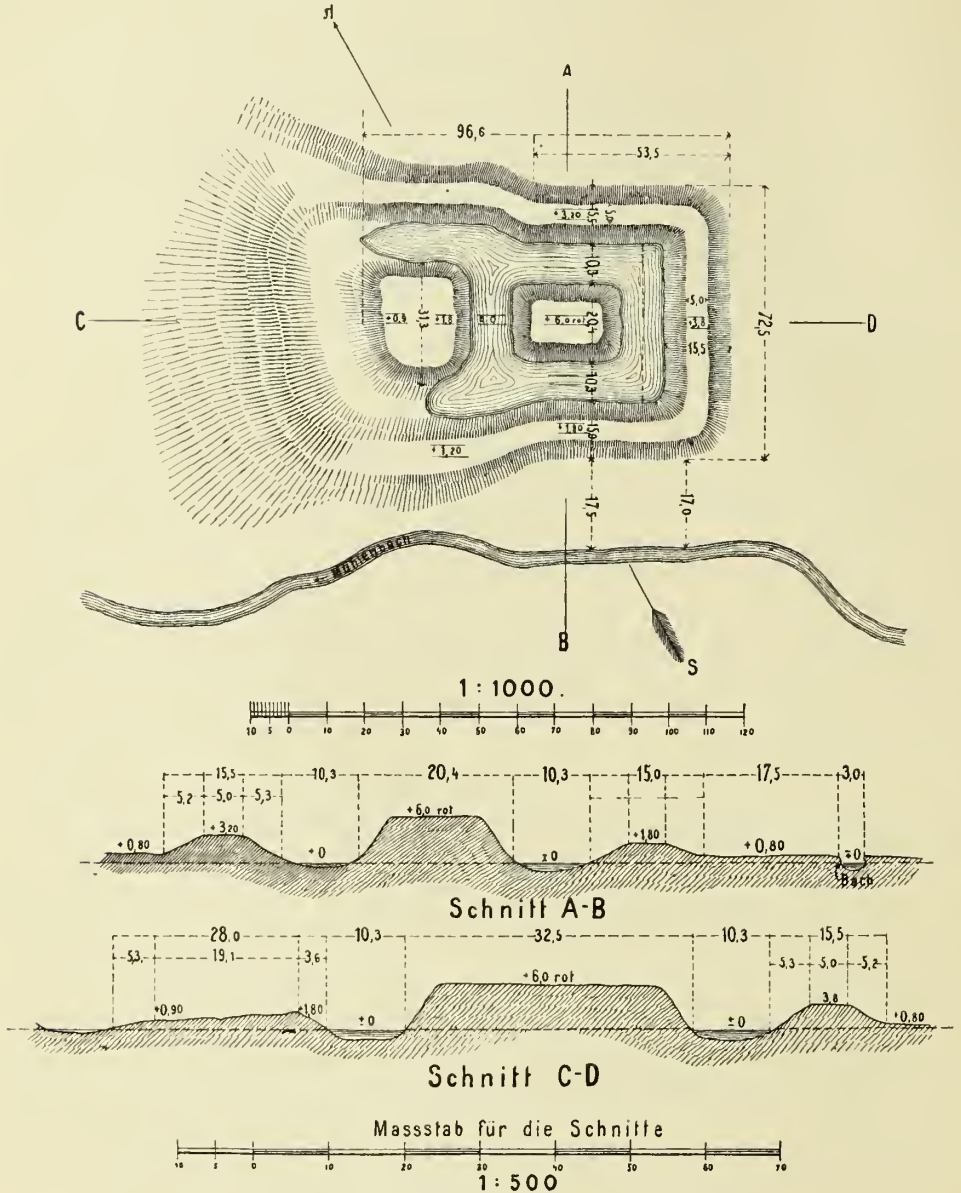 A
96,6
53,5
15,5
5,0
+3,20
10,3
C
+0,9
31,3
+1,8
8,0
+6,0 rot
20,4
5,0
+3,8
15,5
72,5
D
10,3
+1,80
15,0
+3,20
17,5
17,0
Mühlenbach
B
S
1:1000.
10 5 0 10 20 30 40 50 60 70 80 90 100 110 120
15,5 10,3 20,4 10,3 15,0 17,5 3,0
5,2 5,0 5,3
+6,0 rot
+0,80 +3,20 +0 ±0 +1,80 +0,80 ±0
Bach
Schnitt A-B
28,0 10,3 32,5 10,3 15,5
5,3 19,1 3,6 5,3 5,0 5,2
+6,0 rot
+0,90 +1,80 ±0 ±0 3,8 +0,80
Schnitt C-D
Massstab für die Schnitte
10 5 0 10 20 30 40 50 60 70
1:500